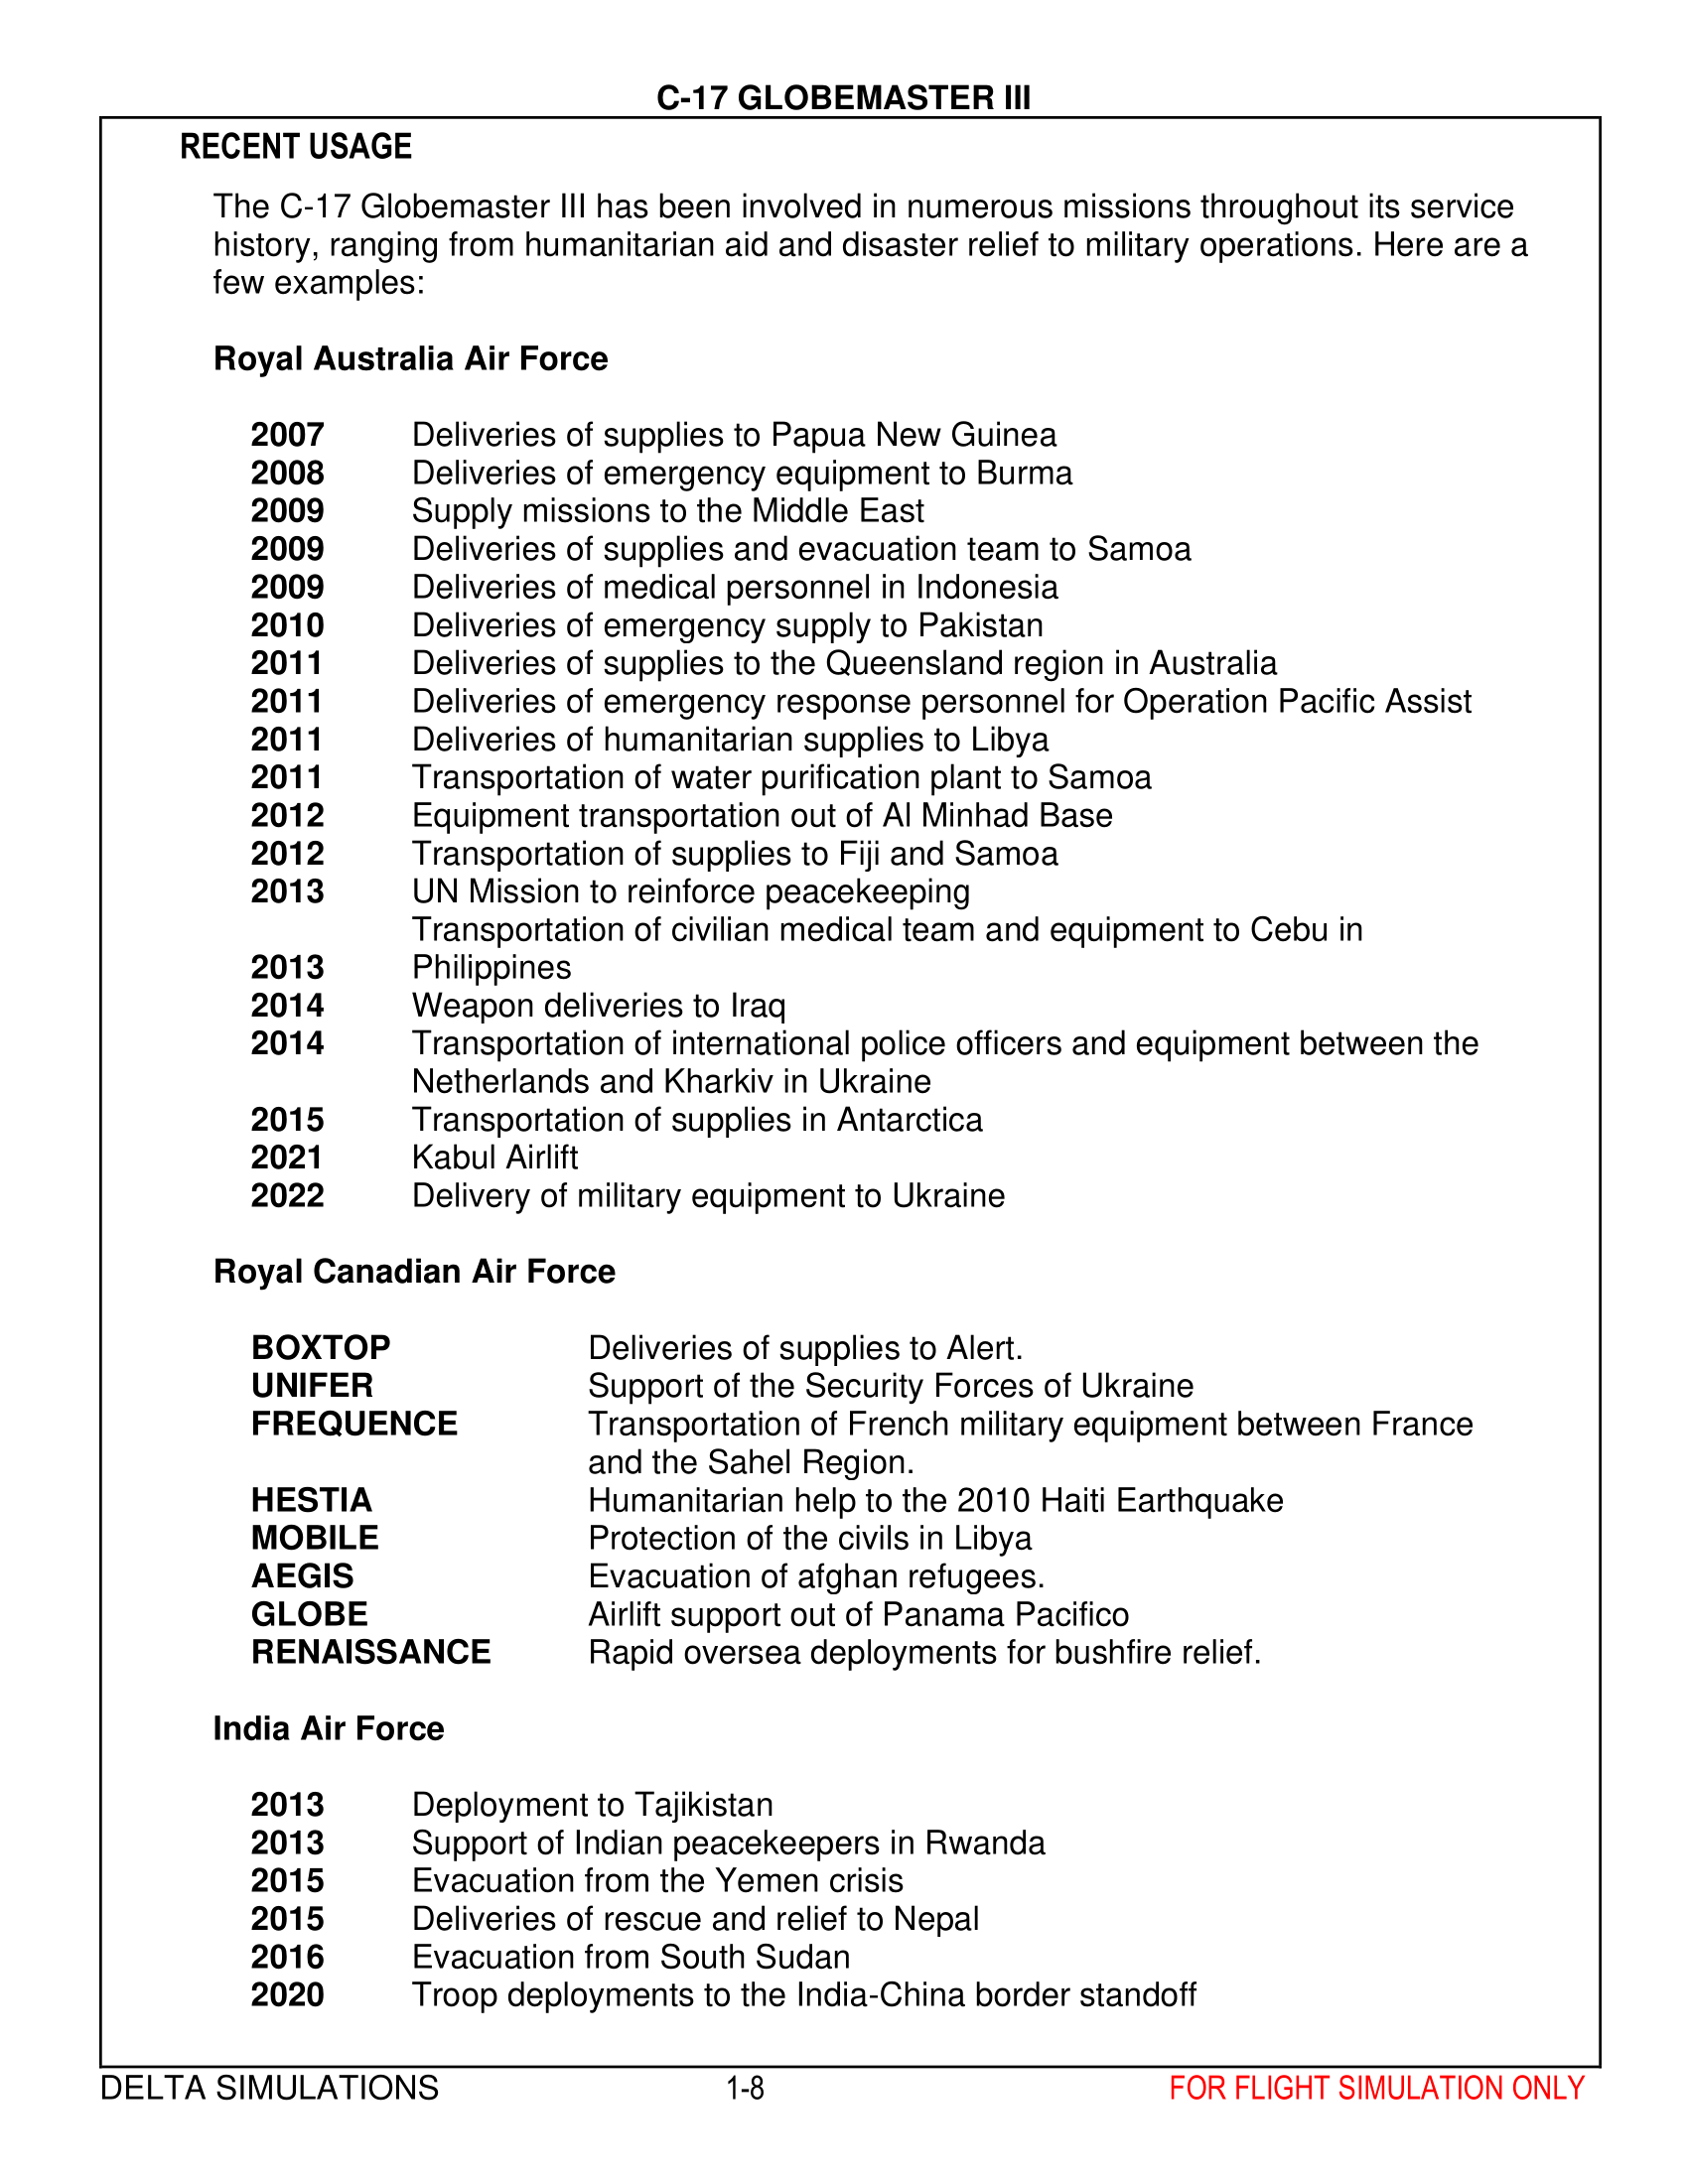 C-17 GLOBEMASTER III
RECENT USAGE
The C-17 Globemaster III has been involved in numerous missions throughout its service
history, ranging from humanitarian aid and disaster relief to military operations. Here are a
few examples:
Royal Australia Air Force
2007 Deliveries of supplies to Papua New Guinea
2008 Deliveries of emergency equipment to Burma
2009 Supply missions to the Middle East
2009 Deliveries of supplies and evacuation team to Samoa
2009 Deliveries of medical personnel in Indonesia
2010 Deliveries of emergency supply to Pakistan
2011 Deliveries of supplies to the Queensland region in Australia
2011 Deliveries of emergency response personnel for Operation Pacific Assist
2011 Deliveries of humanitarian supplies to Libya
2011 Transportation of water purification plant to Samoa
2012 Equipment transportation out of Al Minhad Base
2012 Transportation of supplies to Fiji and Samoa
2013 UN Mission to reinforce peacekeeping
Transportation of civilian medical team and equipment to Cebu in
2013 Philippines
2014 Weapon deliveries to Iraq
2014 Transportation of international police officers and equipment between the
Netherlands and Kharkiv in Ukraine
2015 Transportation of supplies in Antarctica
2021 Kabul Airlift
2022 Delivery of military equipment to Ukraine
Royal Canadian Air Force
BOXTOP Deliveries of supplies to Alert.
UNIFER Support of the Security Forces of Ukraine
FREQUENCE Transportation of French military equipment between France
and the Sahel Region.
HESTIA Humanitarian help to the 2010 Haiti Earthquake
MOBILE Protection of the civils in Libya
AEGIS Evacuation of afghan refugees.
GLOBE Airlift support out of Panama Pacifico
RENAISSANCE Rapid oversea deployments for bushfire relief.
India Air Force
2013 Deployment to Tajikistan
2013 Support of Indian peacekeepers in Rwanda
2015 Evacuation from the Yemen crisis
2015 Deliveries of rescue and relief to Nepal
2016 Evacuation from South Sudan
2020 Troop deployments to the India-China border standoff
DELTA SIMULATIONS 1-8 FOR FLIGHT SIMULATION ONLY